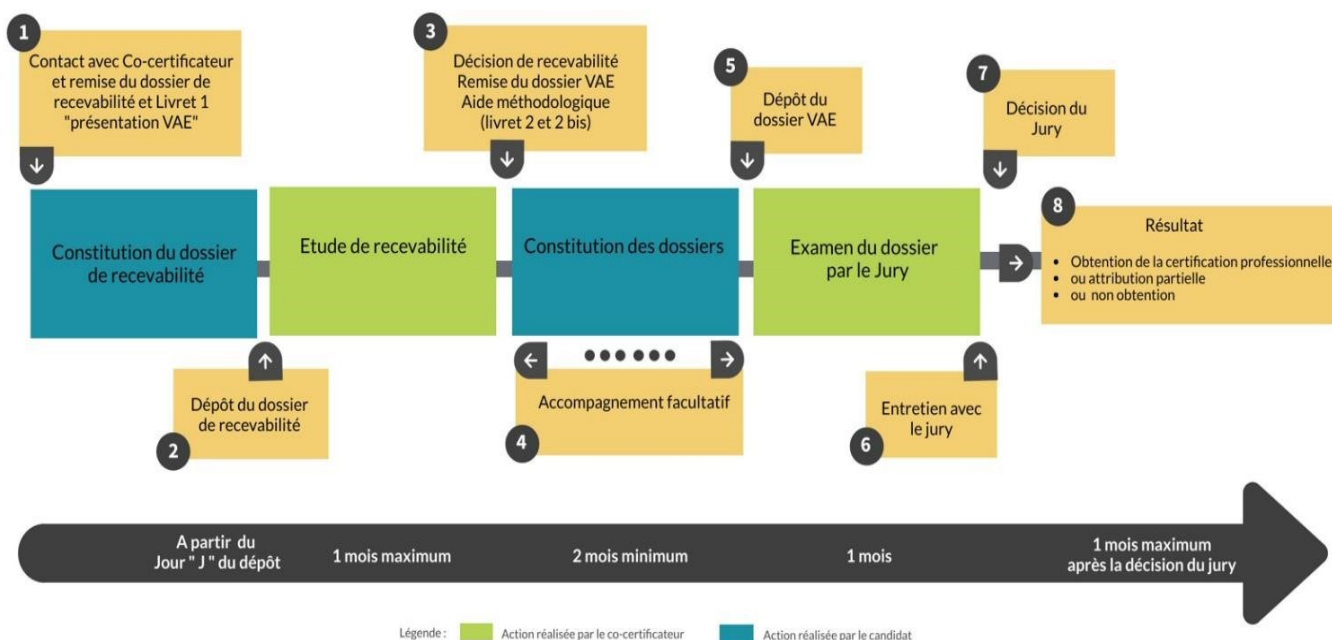 1
Contact avec Co-certificateur
et remise du dossier de
recevabilité et Livret 1
"présentation VAE"
3
Décision de recevabilité
Remise du dossier VAE
Aide méthodologique
(livret 2 et 2 bis)
5
Dépôt du
dossier VAE
7
Décision du
Jury
Constitution du dossier
de recevabilité
Etude de recevabilité
Constitution des dossiers
Examen du dossier
par le Jury
8
Résultat
• Obtention de la certification professionnelle
• ou attribution partielle
• ou non obtention
2
Dépôt du dossier
de recevabilité
4
Accompagnement facultatif
6
Entretien avec
le jury
A partir du
Jour " J " du dépôt
1 mois maximum
2 mois minimum
1 mois
1 mois maximum
après la décision du jury
Légende :
Action réalisée par le co-certificateur
Action réalisée par le candidat